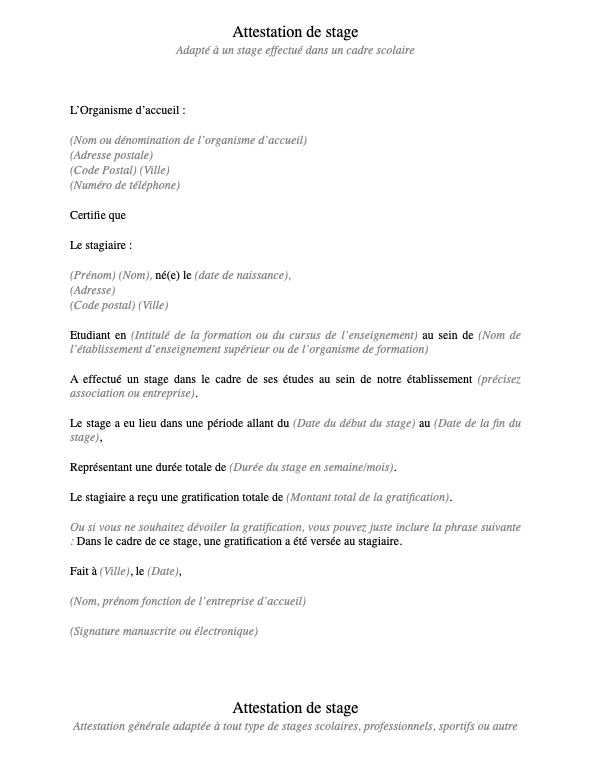 Attestation de stage
Adapté à un stage effectué dans un cadre scolaire
L’Organisme d’accueil :
(Nom ou dénomination de l’organisme d’accueil)
(Adresse postale)
(Code Postal) (Ville)
(Numéro de téléphone)
Certifie que
Le stagiaire :
(Prénom) (Nom), né(e) le (date de naissance),
(Adresse)
(Code postal) (Ville)
Etudiant en (Intitulé de la formation ou du cursus de l’enseignement) au sein de (Nom de
l’établissement d’enseignement supérieur ou de l’organisme de formation)
A effectué un stage dans le cadre de ses études au sein de notre établissement (précisez
association ou entreprise).
Le stage a eu lieu dans une période allant du (Date du début du stage) au (Date de la fin du
stage),
Représentant une durée totale de (Durée du stage en semaine/mois).
Le stagiaire a reçu une gratification totale de (Montant total de la gratification).
Ou si vous ne souhaitez dévoiler la gratification, vous pouvez juste inclure la phrase suivante
: Dans le cadre de ce stage, une gratification a été versée au stagiaire.
Fait à (Ville), le (Date),
(Nom, prénom fonction de l’entreprise d’accueil)
(Signature manuscrite ou électronique)
Attestation de stage
Attestation générale adaptée à tout type de stages scolaires, professionnels, sportifs ou autre